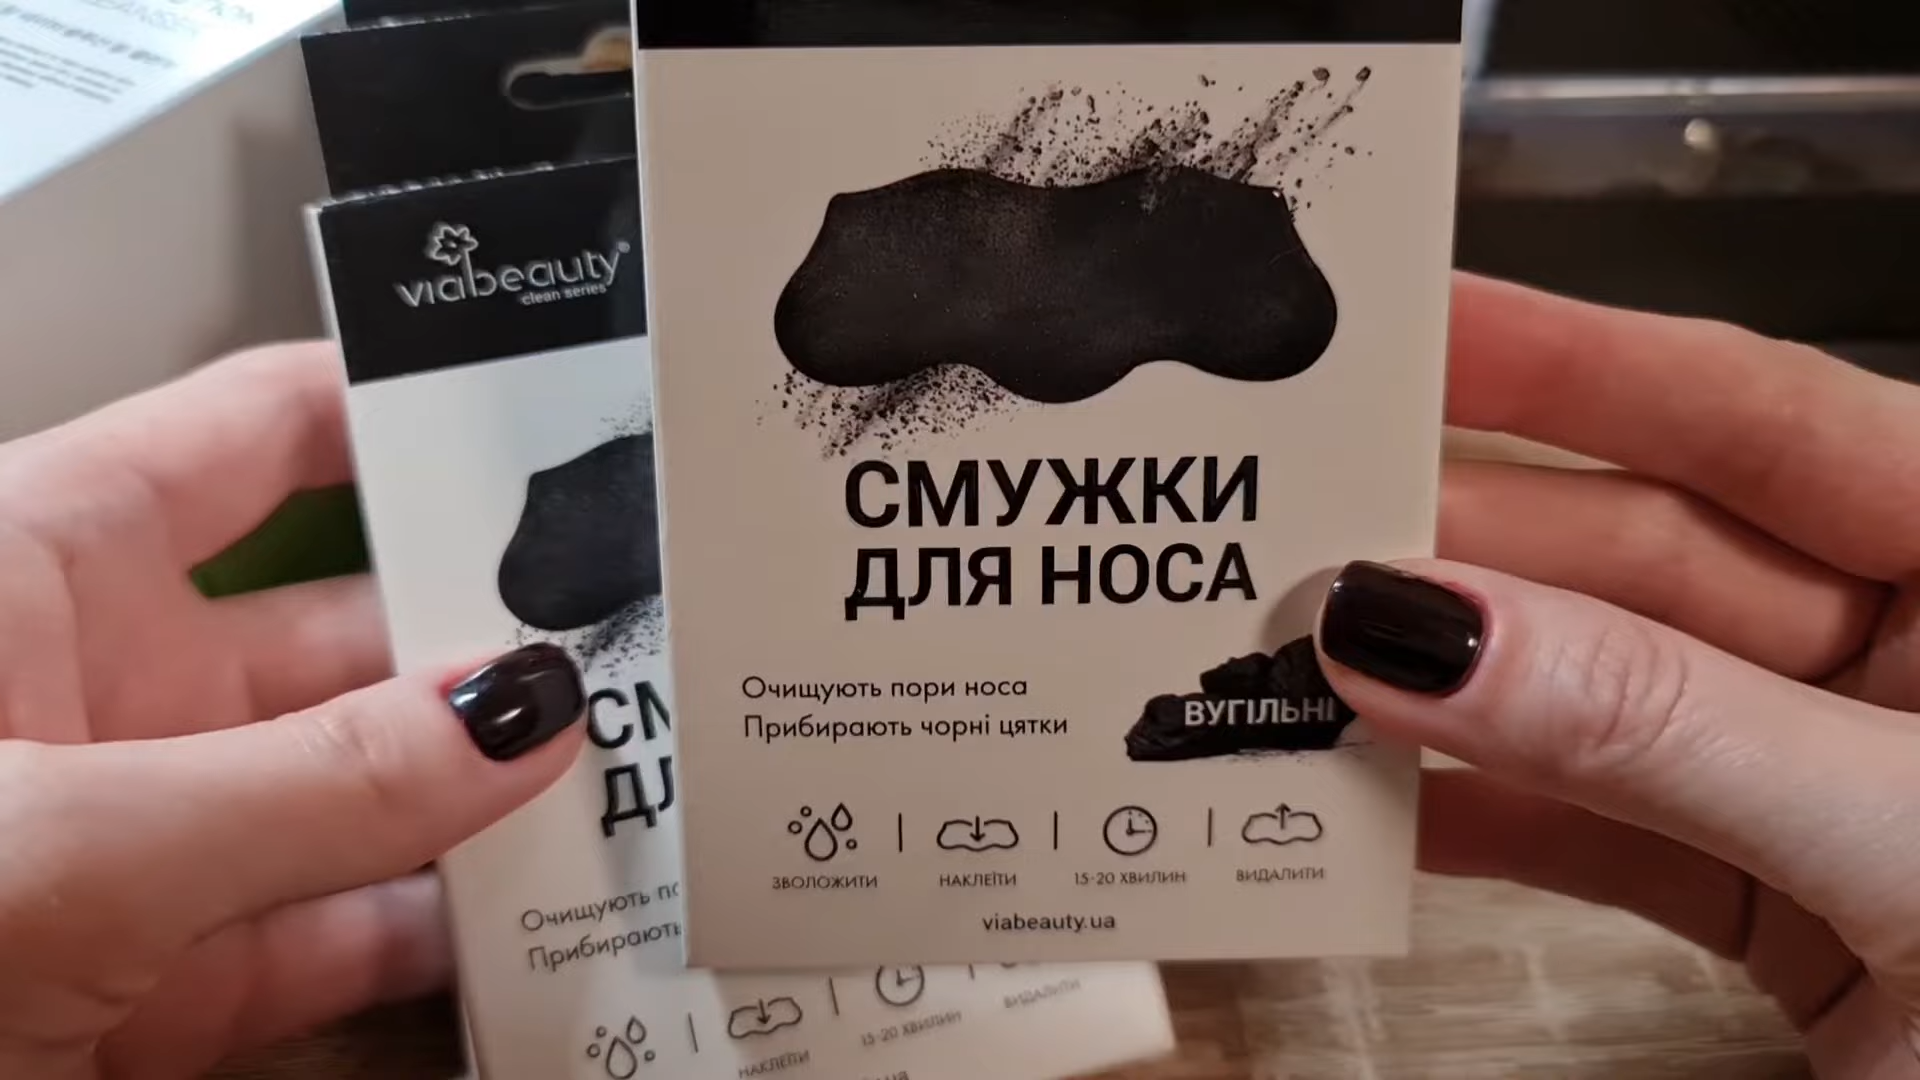 viabeauty®
clean series
СМУЖКИ
ДЛЯ НОСА
Очищують пори носа
Прибирають чорні цятки
ВУГІЛЬНІ
ЗВОЛОЖИТИ
НАКЛЕЇТИ
15-20 ХВИЛИН
ВИДАЛИТИ
viabeauty.ua
СМ
ДЛ
Очищують по
Прибирають
НАКЛЕЇТИ
15-20 ХВИЛИН
ВИДАЛИТИ